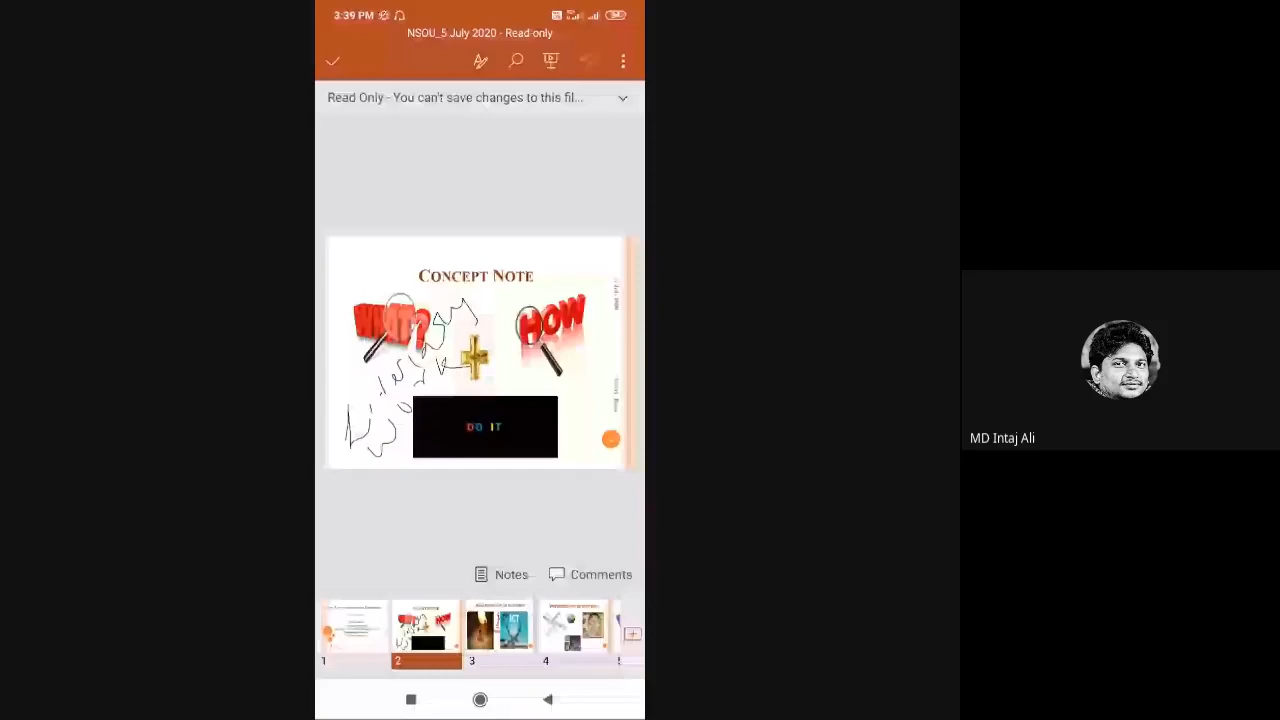 3:39 PM
NSOU_5 July 2020 - Read-only
Read Only - You can't save changes to this fil...
CONCEPT NOTE
WHAT?
HOW
DO IT
Notes
Comments
ICT
1
2
3
4
MD Intaj Ali